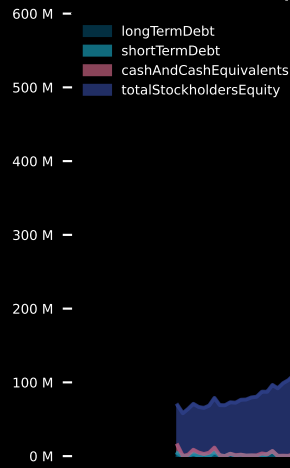 600 M
longTermDebt
shortTermDebt
cashAndCashEquivalents
totalStockholdersEquity
500 M
400 M
300 M
200 M
100 M
0 M